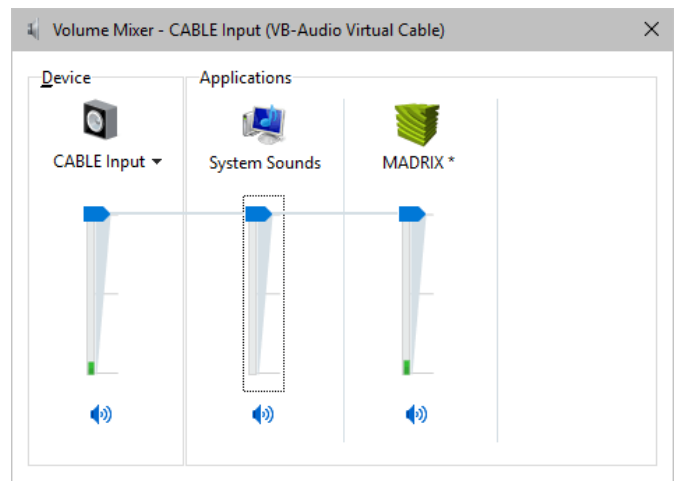 Volume Mixer - CABLE Input (VB-Audio Virtual Cable)
Device
Applications
CABLE Input
System Sounds
MADRIX *